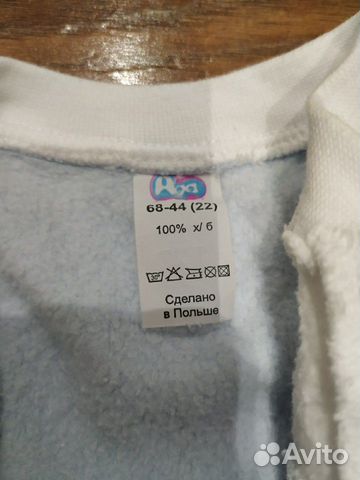 68-44 (22)
100% х/б
Сделано
в Польше
Avito